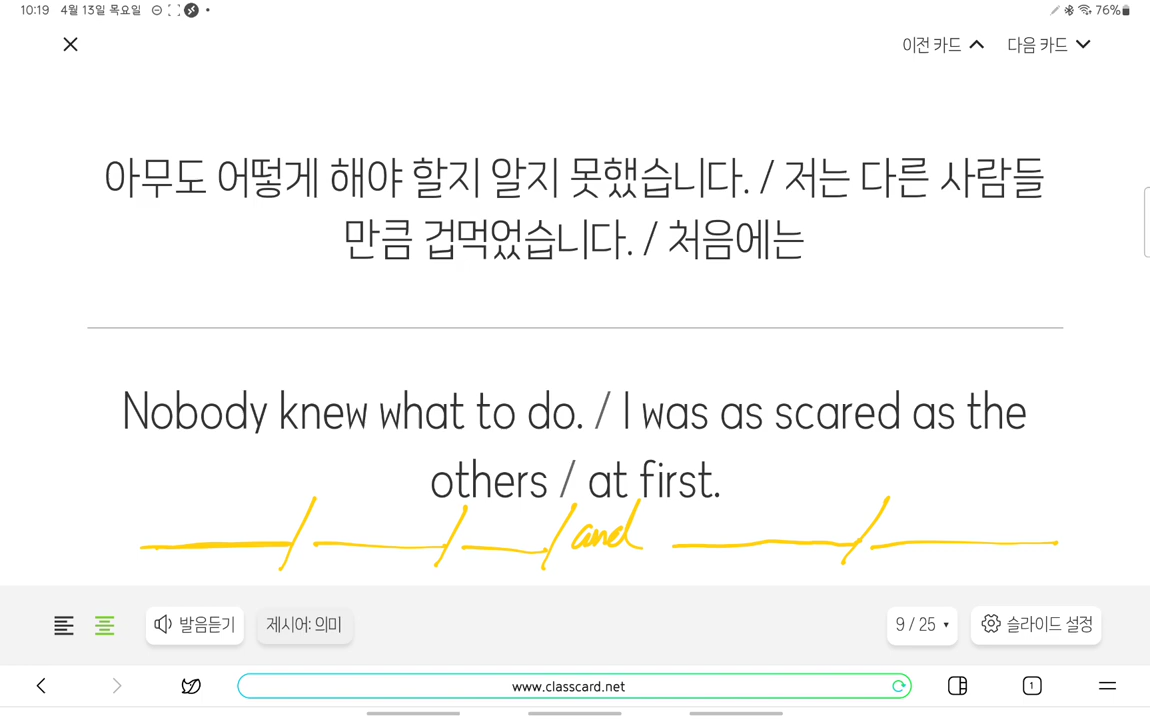 10:19 4월 13일 목요일 76%
이전 카드 다음 카드
아무도 어떻게 해야 할지 알지 못했습니다. / 저는 다른 사람들
만큼 겁먹었습니다. / 처음에는
Nobody knew what to do. / I was as scared as the
others / at first.
and
발음듣기 제시어: 의미 9 / 25 슬라이드 설정
www.classcard.net 1